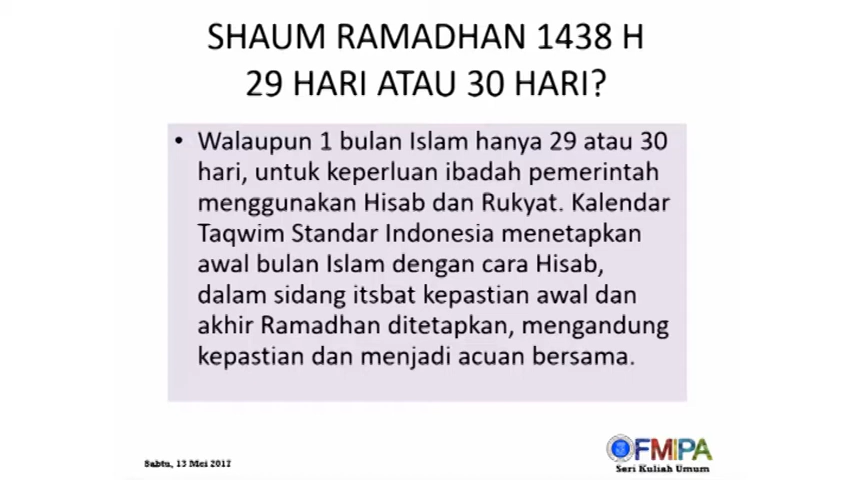 SHAUM RAMADHAN 1438 H
29 HARI ATAU 30 HARI?
• Walaupun 1 bulan Islam hanya 29 atau 30
hari, untuk keperluan ibadah pemerintah
menggunakan Hisab dan Rukyat. Kalendar
Taqwim Standar Indonesia menetapkan
awal bulan Islam dengan cara Hisab,
dalam sidang itsbat kepastian awal dan
akhir Ramadhan ditetapkan, mengandung
kepastian dan menjadi acuan bersama.
Sabtu, 13 Mei 2017
FMIPA
Seri Kuliah Umum